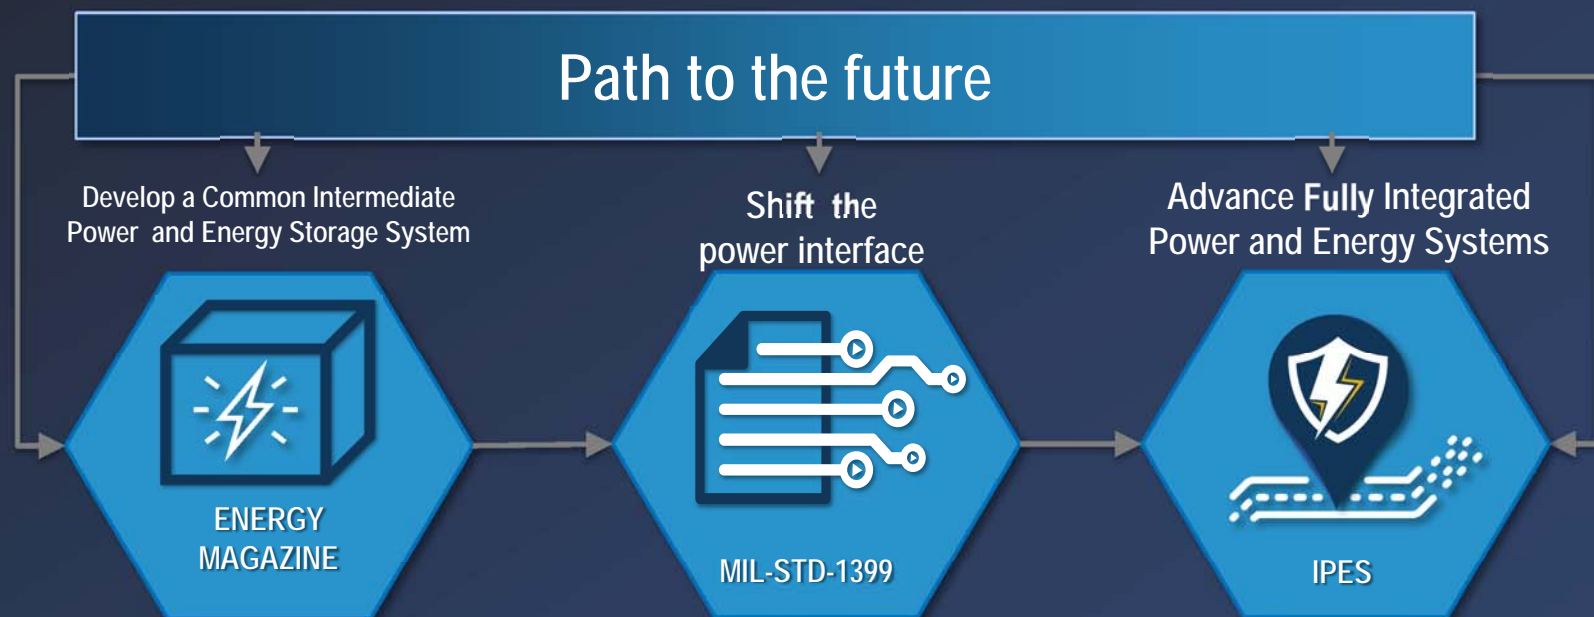 Path to the future
Develop a Common Intermediate
Power and Energy Storage System
Shift the
power interface
Advance Fully Integrated
Power and Energy Systems
ENERGY
MAGAZINE
MIL-STD-1399
IPES